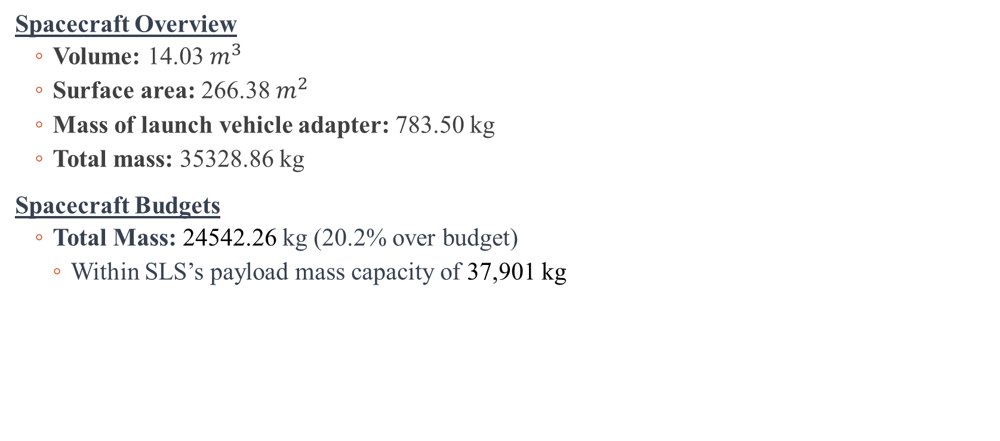 Spacecraft Overview
◦ Volume: 14.03 m³
◦ Surface area: 266.38 m²
◦ Mass of launch vehicle adapter: 783.50 kg
◦ Total mass: 35328.86 kg
Spacecraft Budgets
◦ Total Mass: 24542.26 kg (20.2% over budget)
◦ Within SLS’s payload mass capacity of 37,901 kg